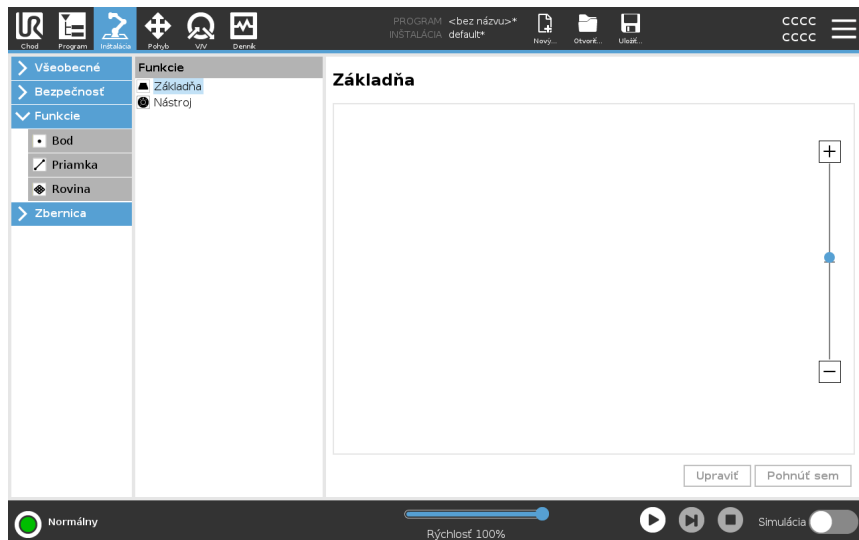 UR
Chod
Program
Inštalácia
Pohyb
V/V
Denník
PROGRAM <bez názvu>*
INŠTALÁCIA default*
Nový...
Otvoriť...
Uložiť...
CCCC
CCCC
Všeobecné
Bezpečnosť
Funkcie
Bod
Priamka
Rovina
Zbernica
Funkcie
Základňa
Nástroj
Základňa
Upraviť
Pohnúť sem
Normálny
Rýchlosť 100%
Simulácia